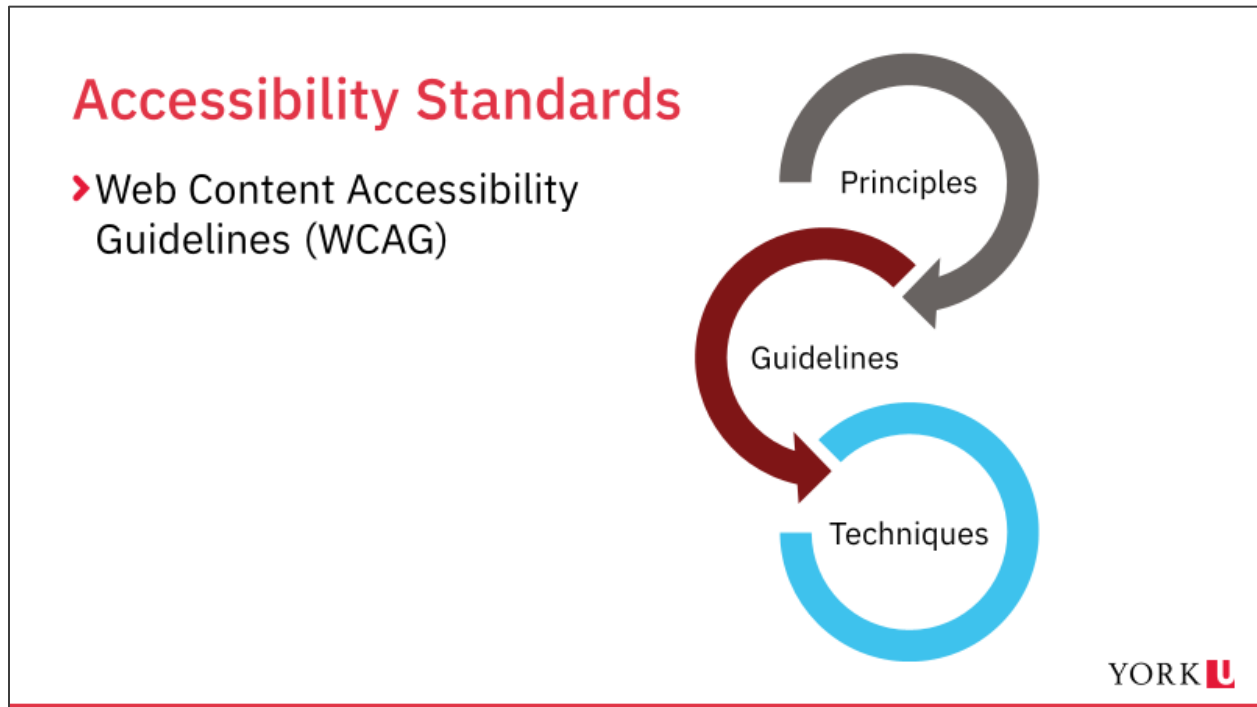 Accessibility Standards
Web Content Accessibility
Guidelines (WCAG)
Principles
Guidelines
Techniques
YORK U